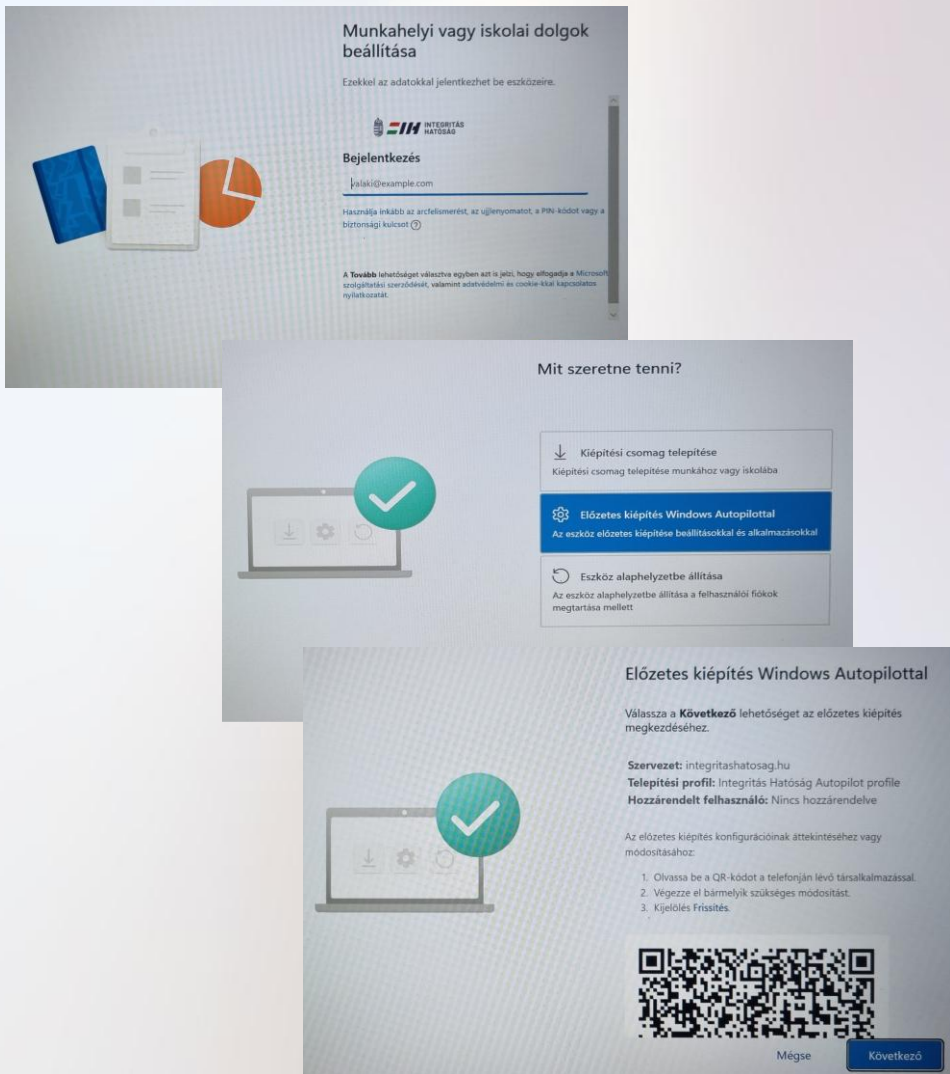 Munkahelyi vagy iskolai dolgok
beállítása
Ezekkel az adatokkal jelentkezhet be eszközeire.
INTEGRITÁS
HATÓSÁG
Bejelentkezés
valaki@example.com
Használja inkább az arcfelismerést, az ujjlenyomatot, a PIN-kódot vagy a
biztonsági kulcsot
A Tovább lehetőséget választva egyben azt is jelzi, hogy elfogadja a Microsoft
szolgáltatási szerződését, valamint adatvédelmi és cookie-kkal kapcsolatos
nyilatkozatát.
Mit szeretne tenni?
Kiépítési csomag telepítése
Kiépítési csomag telepítése munkához vagy iskolába
Előzetes kiépítés Windows Autopilottal
Az eszköz előzetes kiépítése beállításokkal és alkalmazásokkal
Eszköz alaphelyzetbe állítása
Az eszköz alaphelyzetbe állítása a felhasználói fiókok
megtartása mellett
Előzetes kiépítés Windows Autopilottal
Válassza a Következő lehetőséget az előzetes kiépítés
megkezdéséhez.
Szervezet: integritashatosag.hu
Telepítési profil: Integritás Hatóság Autopilot profile
Hozzárendelt felhasználó: Nincs hozzárendelve
Az előzetes kiépítés konfigurációinak áttekintéséhez vagy
módosításához:
1. Olvassa be a QR-kódot a telefonján lévő társalkalmazással.
2. Végezze el bármelyik szükséges módosítást.
3. Kijelölés Frissítés.
Mégse
Következő